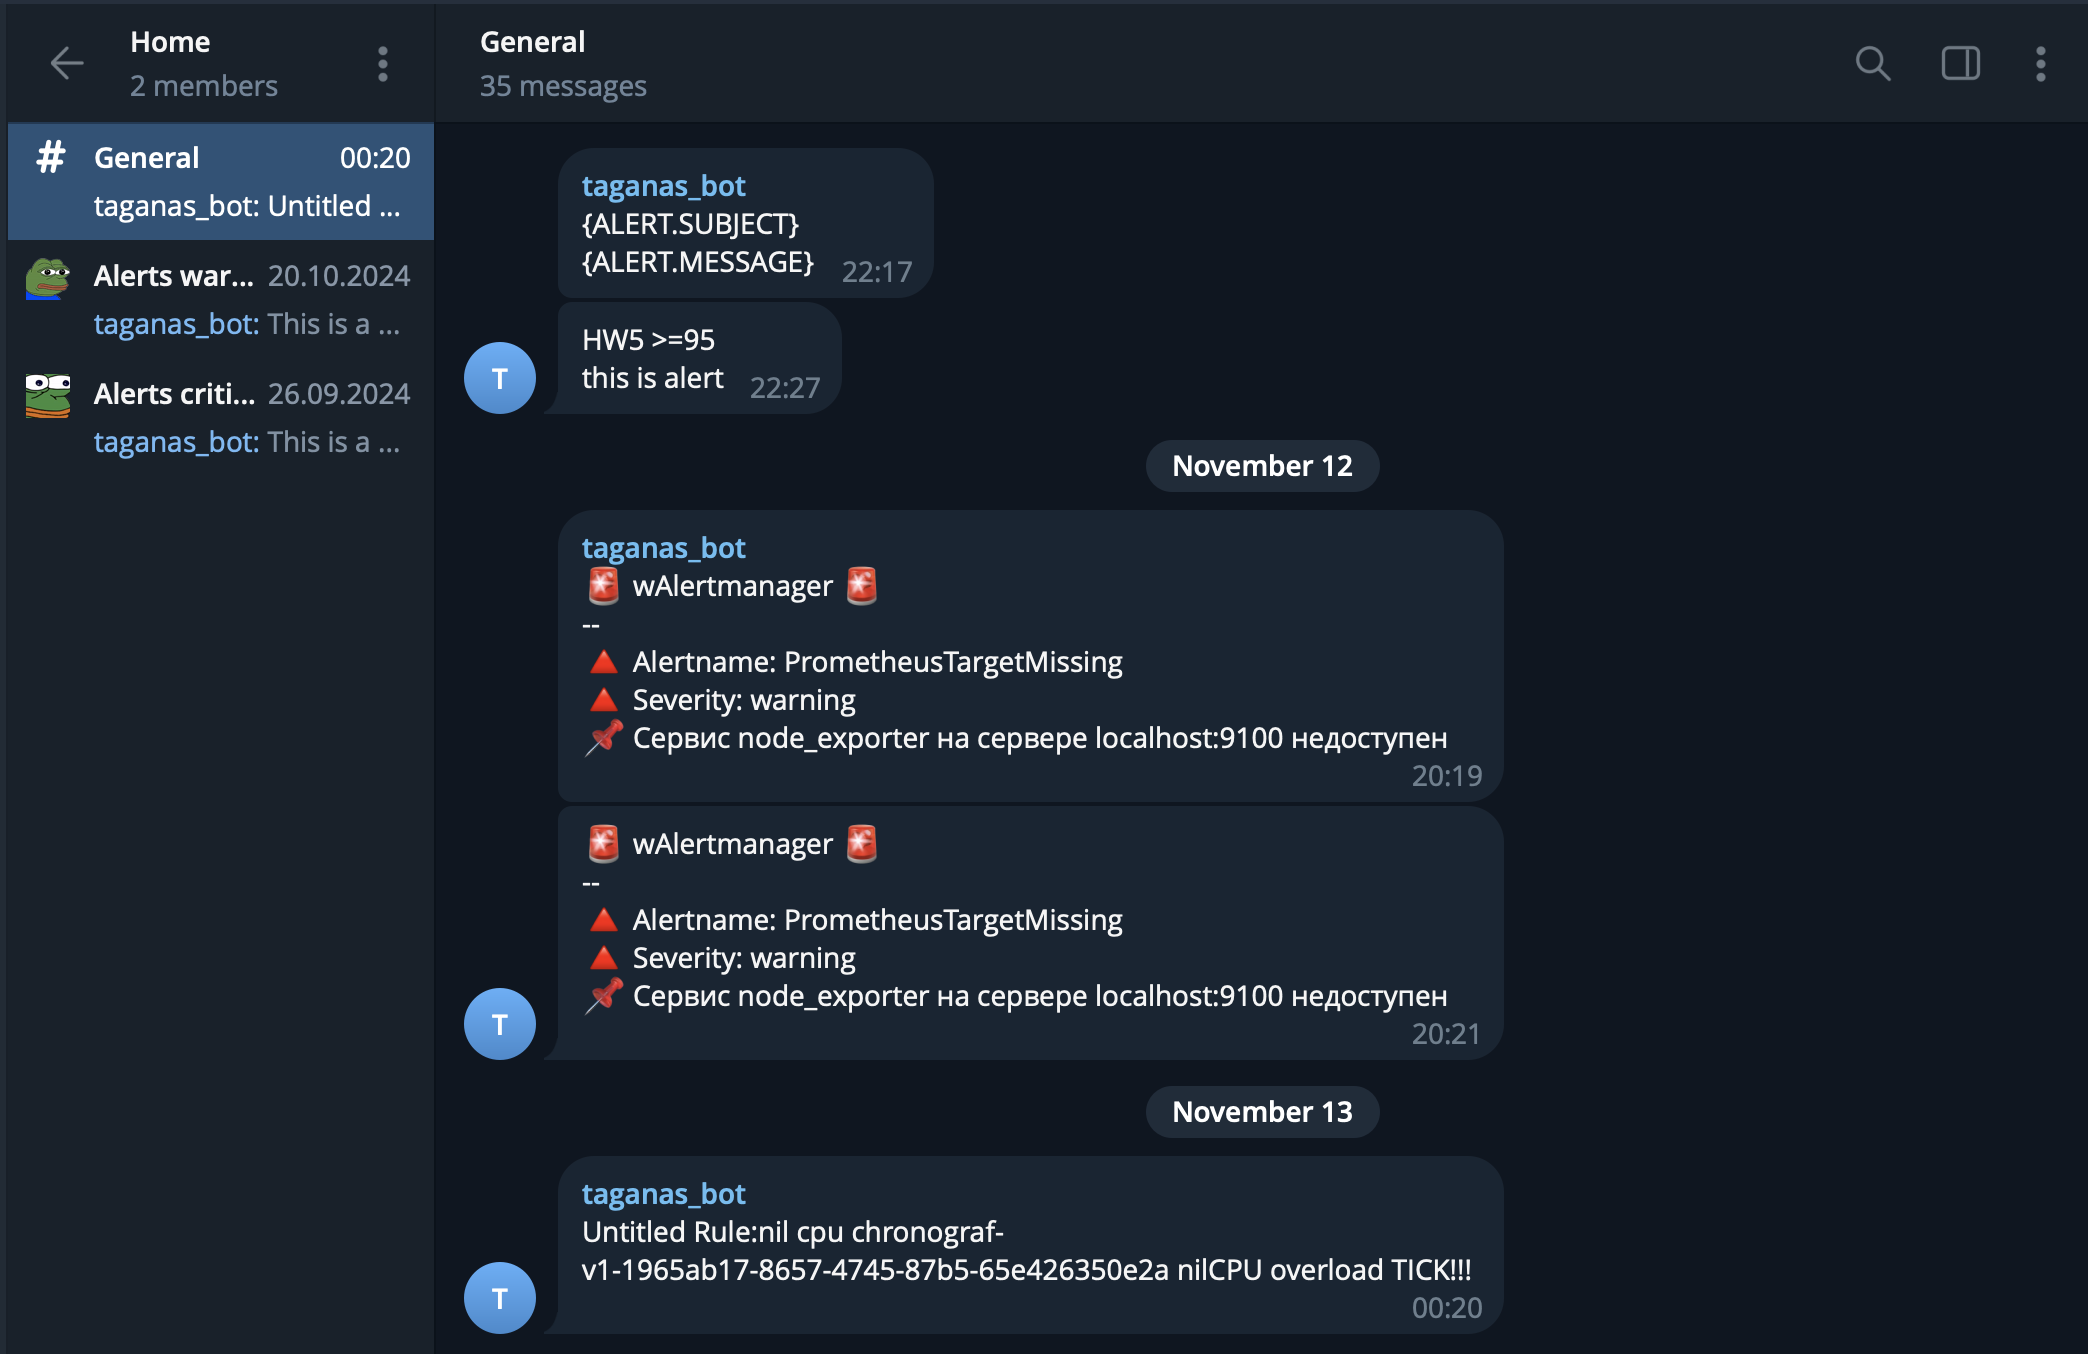 Home
2 members
General 00:20
taganas_bot: Untitled ...
Alerts war... 20.10.2024
taganas_bot: This is a ...
Alerts criti... 26.09.2024
taganas_bot: This is a ...
General
35 messages
taganas_bot
{ALERT.SUBJECT}
{ALERT.MESSAGE} 22:17
HW5 >=95
this is alert 22:27
T
November 12
taganas_bot
🚨 wAlertmanager 🚨
--
🔺 Alertname: PrometheusTargetMissing
🔺 Severity: warning
📌 Сервис node_exporter на сервере localhost:9100 недоступен
20:19
🚨 wAlertmanager 🚨
--
🔺 Alertname: PrometheusTargetMissing
🔺 Severity: warning
📌 Сервис node_exporter на сервере localhost:9100 недоступен
20:21
T
November 13
taganas_bot
Untitled Rule:nil cpu chronograf-
v1-1965ab17-8657-4745-87b5-65e426350e2a nilCPU overload TICK!!!
00:20
T